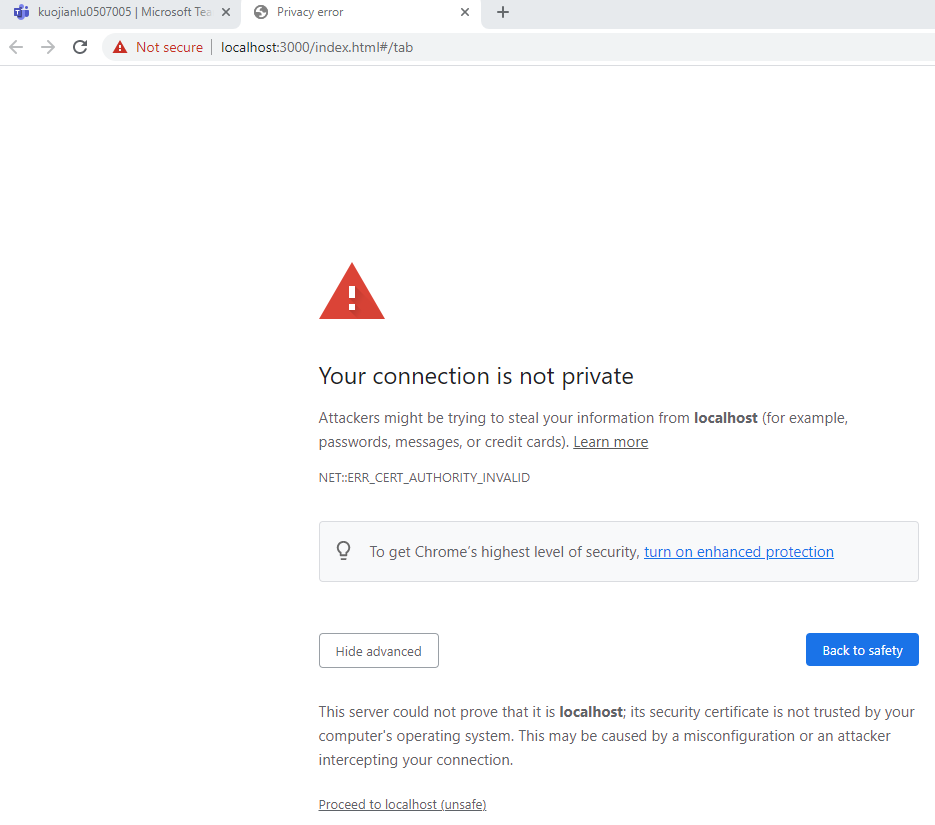 kuojianlu0507005 | Microsoft Tea
Privacy error
Not secure
localhost:3000/index.html#/tab
Your connection is not private
Attackers might be trying to steal your information from localhost (for example,
passwords, messages, or credit cards). Learn more
NET::ERR_CERT_AUTHORITY_INVALID
To get Chrome's highest level of security, turn on enhanced protection
Hide advanced
Back to safety
This server could not prove that it is localhost; its security certificate is not trusted by your
computer's operating system. This may be caused by a misconfiguration or an attacker
intercepting your connection.
Proceed to localhost (unsafe)